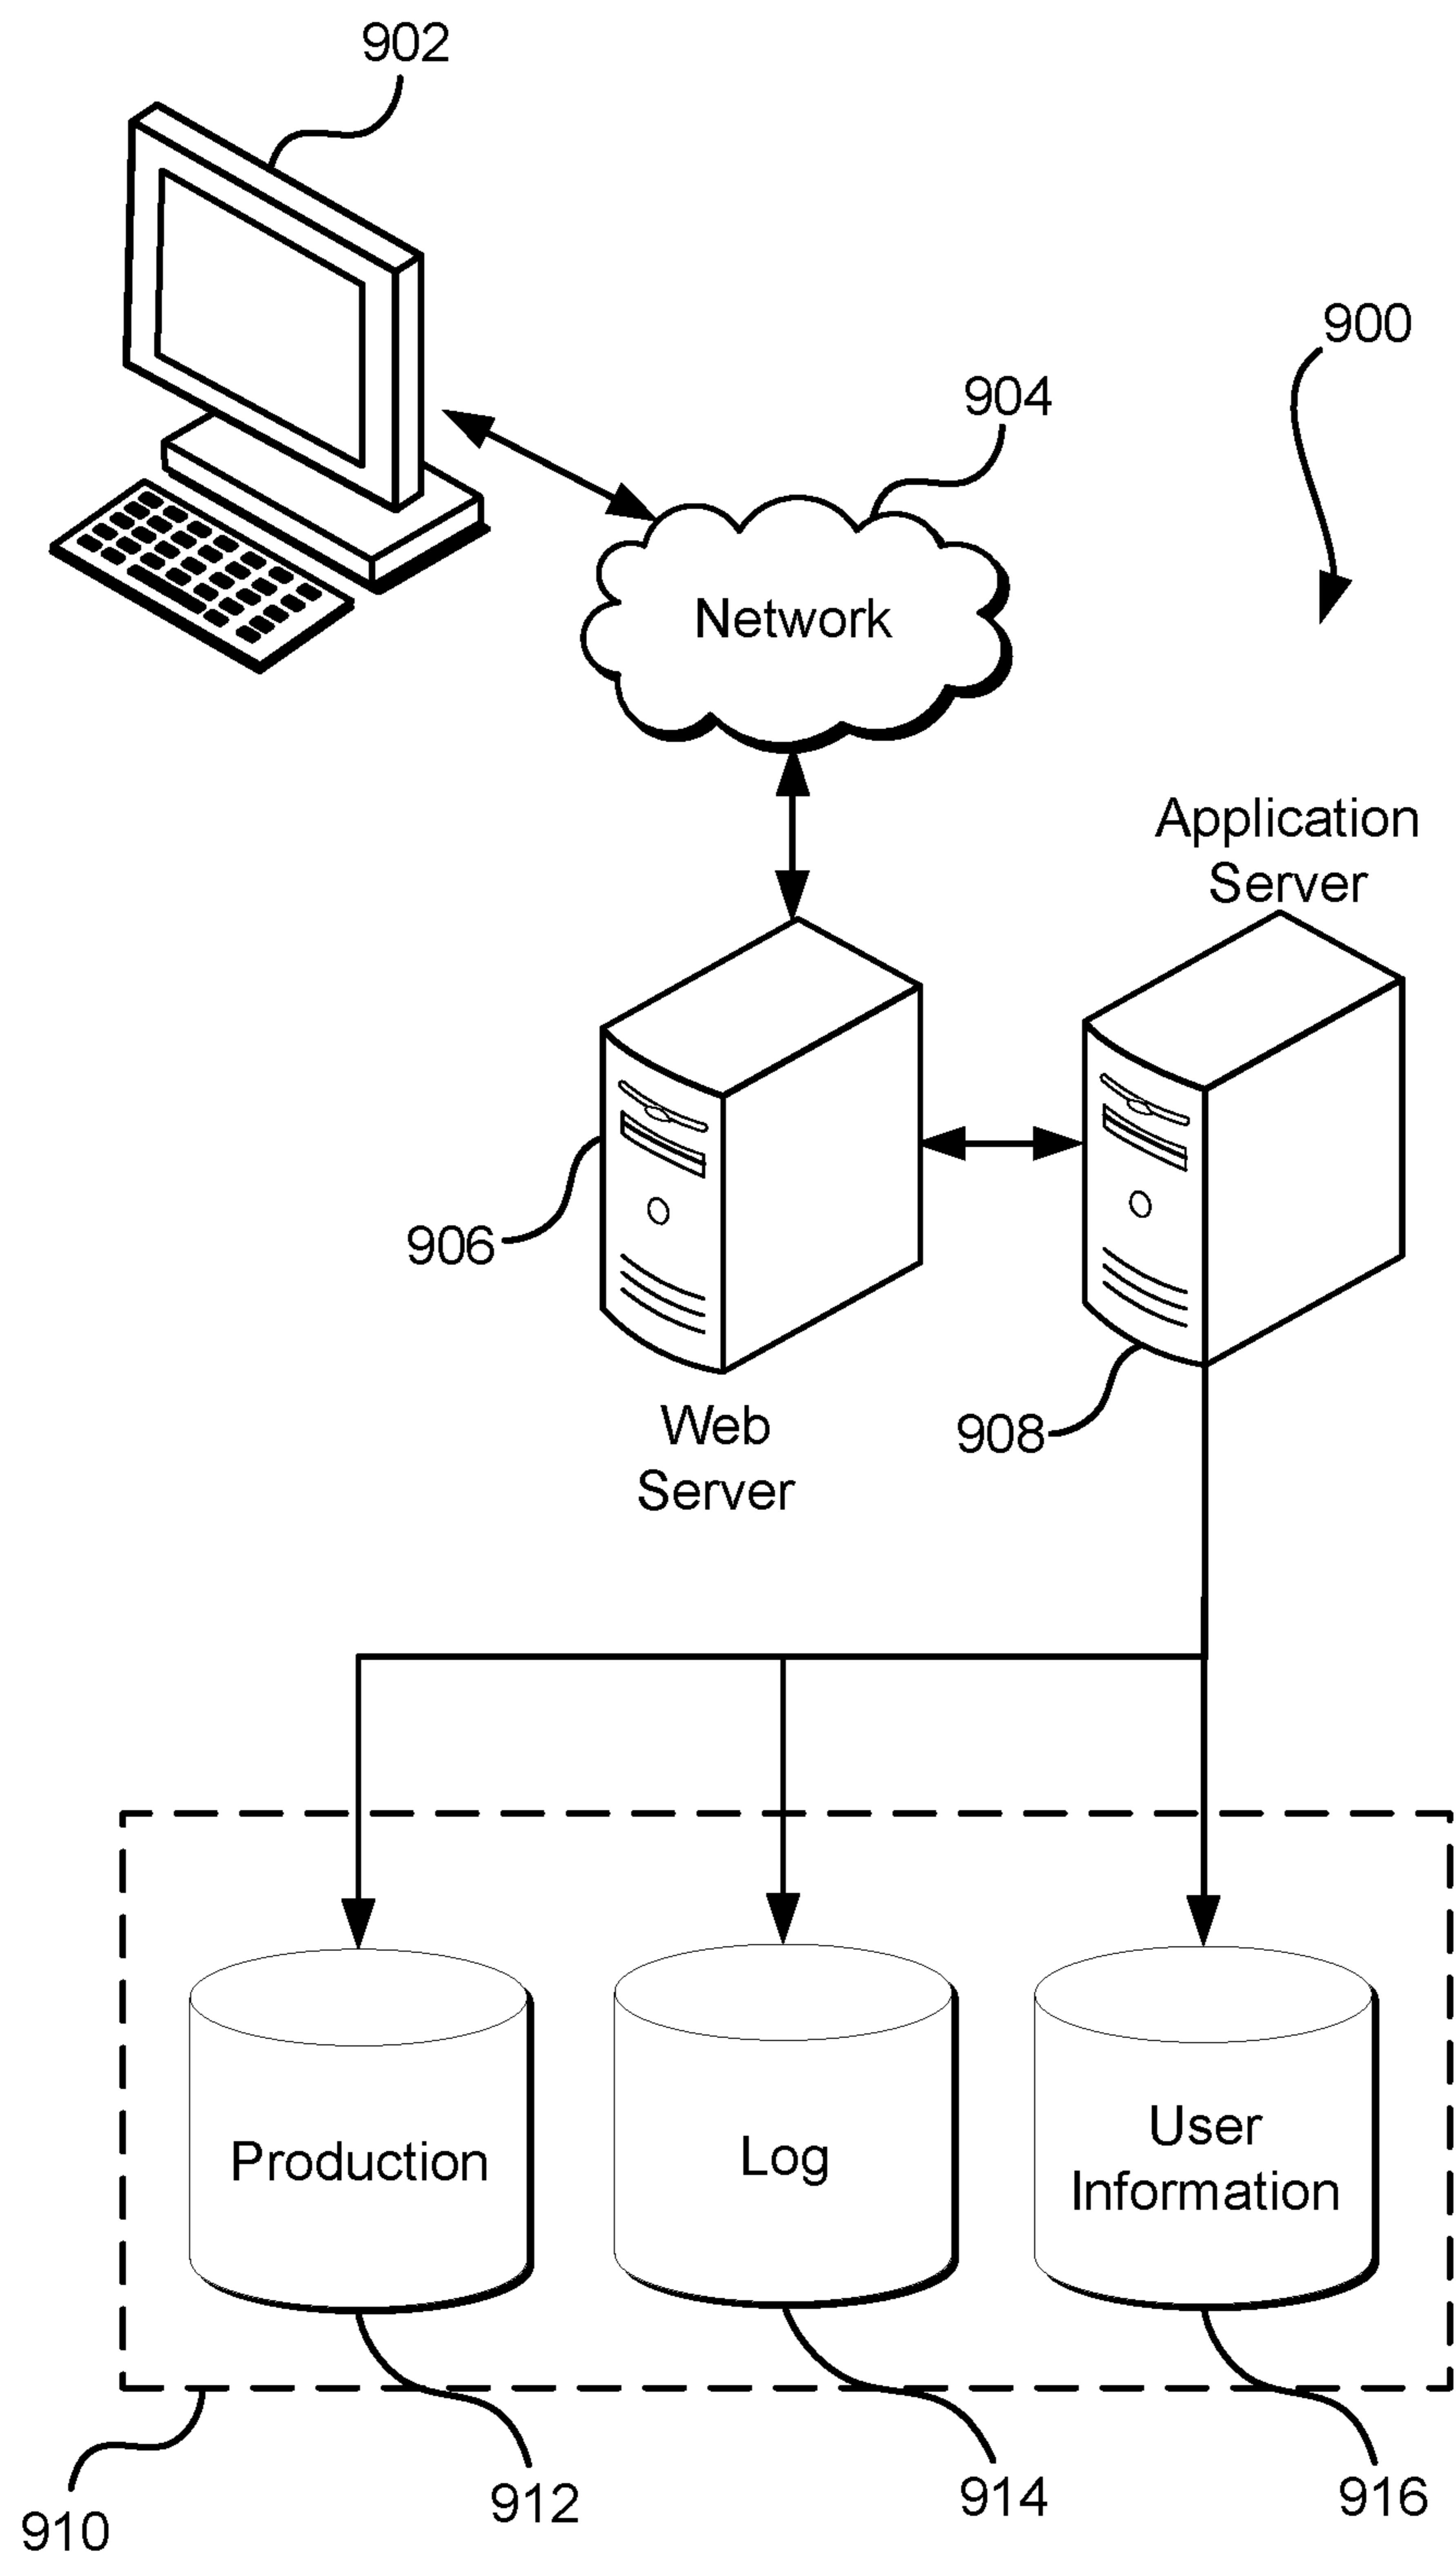 902
900
904
Network
Application
Server
906
908
Web
Server
Production
Log
User
Information
910
912
914
916